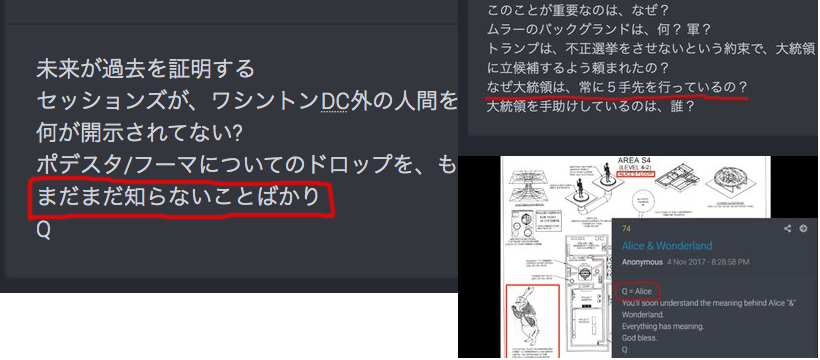 未来が過去を証明する
セッションズが、ワシントンDC外の人間を
何が開示されてない?
ポデスタ/フーマについてのドロップを、も
まだまだ知らないことばかり
Q
このことが重要なのは、なぜ？
ムラーのバックグランドは、何？ 軍？
トランプは、不正選挙をさせないという約束で、大統領
に立候補するよう頼まれたの？
なぜ大統領は、常に５手先を行っているの？
大統領を手助けしているのは、誰？
AREA S4
(LEVEL 4-2)
74
Alice & Wonderland
Anonymous 4 Nov 2017 - 8:28:58 PM
Q = Alice
You'll soon understand the meaning behind Alice "&"
Wonderland.
Everything has meaning.
God bless.
Q